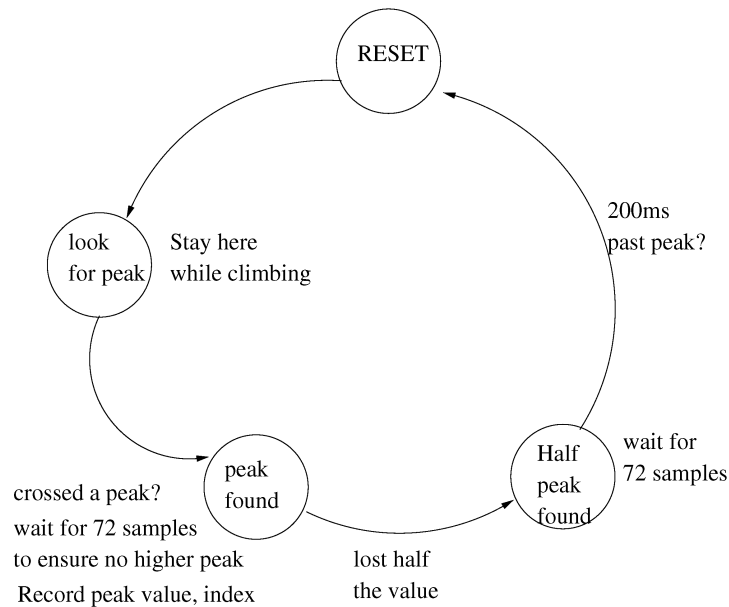 RESET
200ms
past peak?
look
for peak
Stay here
while climbing
Half
peak
found
wait for
72 samples
peak
found
crossed a peak?
wait for 72 samples
to ensure no higher peak
Record peak value, index
lost half
the value